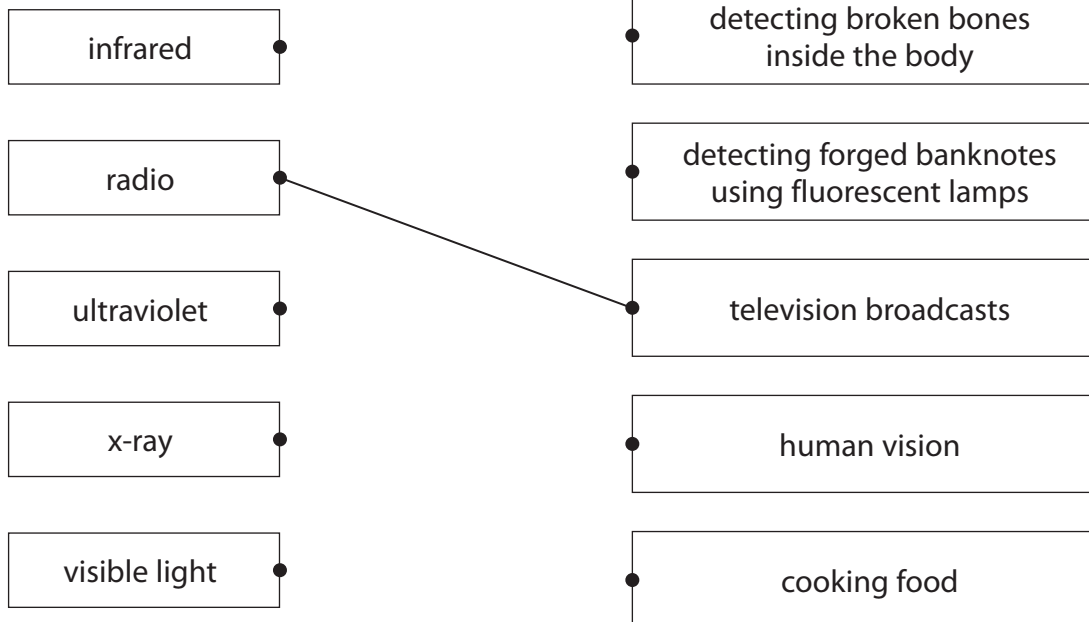 infrared
radio
ultraviolet
x-ray
visible light
detecting broken bones
inside the body
detecting forged banknotes
using fluorescent lamps
television broadcasts
human vision
cooking food